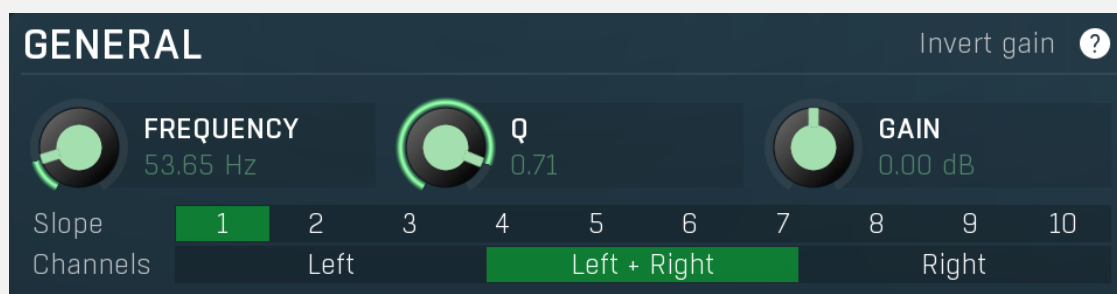 GENERAL Invert gain ?
FREQUENCY Q GAIN
53.65 Hz 0.71 0.00 dB
Slope 1 2 3 4 5 6 7 8 9 10
Channels Left Left + Right Right